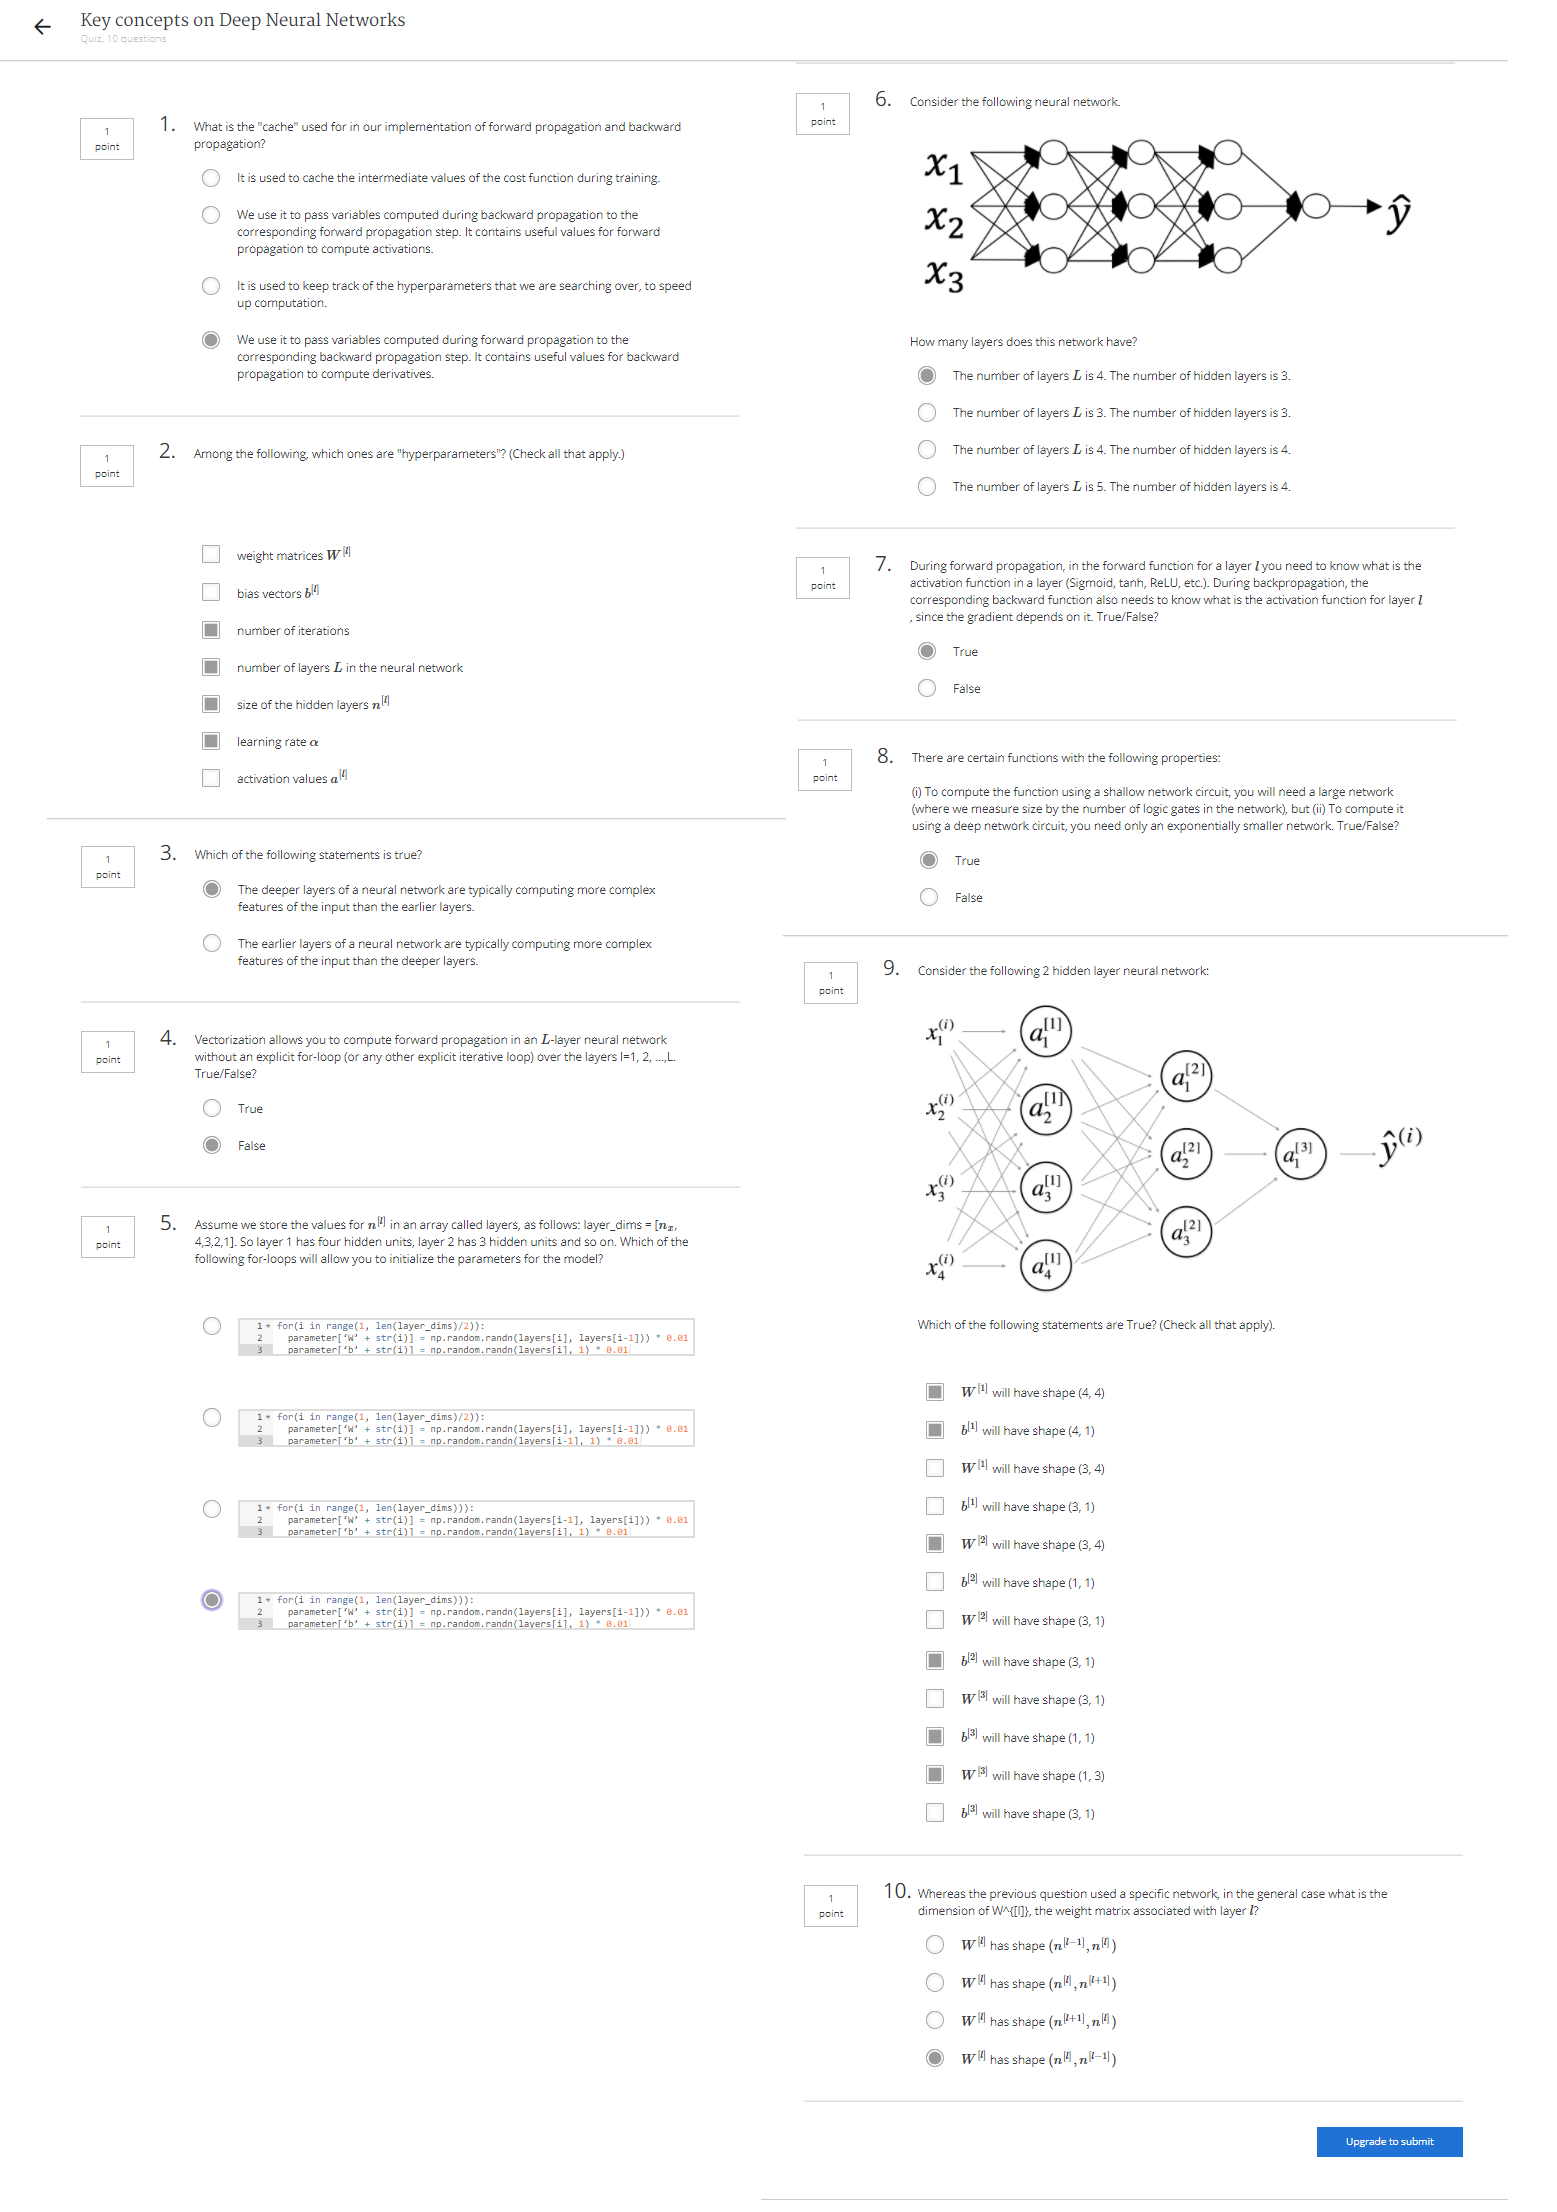 Key concepts on Deep Neural Networks
Quiz, 10 questions
1
point
1.
What is the "cache" used for in our implementation of forward propagation and backward
propagation?
It is used to cache the intermediate values of the cost function during training.
We use it to pass variables computed during backward propagation to the
corresponding forward propagation step. It contains useful values for forward
propagation to compute activations.
It is used to keep track of the hyperparameters that we are searching over, to speed
up computation.
We use it to pass variables computed during forward propagation to the
corresponding backward propagation step. It contains useful values for backward
propagation to compute derivatives.
1
point
2.
Among the following, which ones are "hyperparameters"? (Check all that apply.)
weight matrices W^[l]
bias vectors b^[l]
number of iterations
number of layers L in the neural network
size of the hidden layers n^[l]
learning rate α
activation values a^[l]
1
point
3.
Which of the following statements is true?
The deeper layers of a neural network are typically computing more complex
features of the input than the earlier layers.
The earlier layers of a neural network are typically computing more complex
features of the input than the deeper layers.
1
point
4.
Vectorization allows you to compute forward propagation in an L-layer neural network
without an explicit for-loop (or any other explicit iterative loop) over the layers l=1, 2, ...,L.
True/False?
True
False
1
point
5.
Assume we store the values for n^[l] in an array called layers, as follows: layer_dims = [n_x,
4,3,2,1]. So layer 1 has four hidden units, layer 2 has 3 hidden units and so on. Which of the
following for-loops will allow you to initialize the parameters for the model?
1 for(i in range(1, len(layer_dims)/2)):
2 parameter['W' + str(i)] = np.random.randn(layers[i], layers[i-1])) * 0.01
3 parameter['b' + str(i)] = np.random.randn(layers[i], 1) * 0.01
1 for(i in range(1, len(layer_dims)/2)):
2 parameter['W' + str(i)] = np.random.randn(layers[i], layers[i-1])) * 0.01
3 parameter['b' + str(i)] = np.random.randn(layers[i-1], 1) * 0.01
1 for(i in range(1, len(layer_dims))):
2 parameter['W' + str(i)] = np.random.randn(layers[i-1], layers[i])) * 0.01
3 parameter['b' + str(i)] = np.random.randn(layers[i], 1) * 0.01
1 for(i in range(1, len(layer_dims))):
2 parameter['W' + str(i)] = np.random.randn(layers[i], layers[i-1])) * 0.01
3 parameter['b' + str(i)] = np.random.randn(layers[i], 1) * 0.01
1
point
6.
Consider the following neural network.
x_1
x_2
x_3
ŷ
How many layers does this network have?
The number of layers L is 4. The number of hidden layers is 3.
The number of layers L is 3. The number of hidden layers is 3.
The number of layers L is 4. The number of hidden layers is 4.
The number of layers L is 5. The number of hidden layers is 4.
1
point
7.
During forward propagation, in the forward function for a layer l you need to know what is the
activation function in a layer (Sigmoid, tanh, ReLU, etc.). During backpropagation, the
corresponding backward function also needs to know what is the activation function for layer l
, since the gradient depends on it. True/False?
True
False
1
point
8.
There are certain functions with the following properties:
(i) To compute the function using a shallow network circuit, you will need a large network
(where we measure size by the number of logic gates in the network), but (ii) To compute it
using a deep network circuit, you need only an exponentially smaller network. True/False?
True
False
1
point
9.
Consider the following 2 hidden layer neural network:
x_1^(i)
x_2^(i)
x_3^(i)
x_4^(i)
a_1^[1]
a_2^[1]
a_3^[1]
a_4^[1]
a_1^[2]
a_2^[2]
a_3^[2]
a_1^[3]
ŷ^(i)
Which of the following statements are True? (Check all that apply).
W^[1] will have shape (4, 4)
b^[1] will have shape (4, 1)
W^[1] will have shape (3, 4)
b^[1] will have shape (3, 1)
W^[2] will have shape (3, 4)
b^[2] will have shape (1, 1)
W^[2] will have shape (3, 1)
b^[2] will have shape (3, 1)
W^[3] will have shape (3, 1)
b^[3] will have shape (1, 1)
W^[3] will have shape (1, 3)
b^[3] will have shape (3, 1)
1
point
10.
Whereas the previous question used a specific network, in the general case what is the
dimension of W^{[l]}, the weight matrix associated with layer l?
W^[l] has shape (n^[l−1], n^[l])
W^[l] has shape (n^[l], n^[l+1])
W^[l] has shape (n^[l+1], n^[l])
W^[l] has shape (n^[l], n^[l−1])
Upgrade to submit